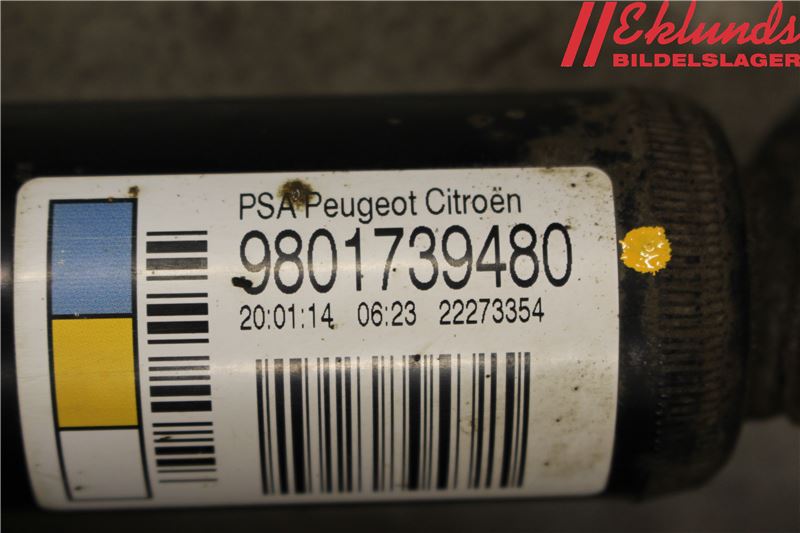 Eklunds
BILDELSLAGER
PSA Peugeot Citroën
9801739480
20:01:14 06:23 22273354